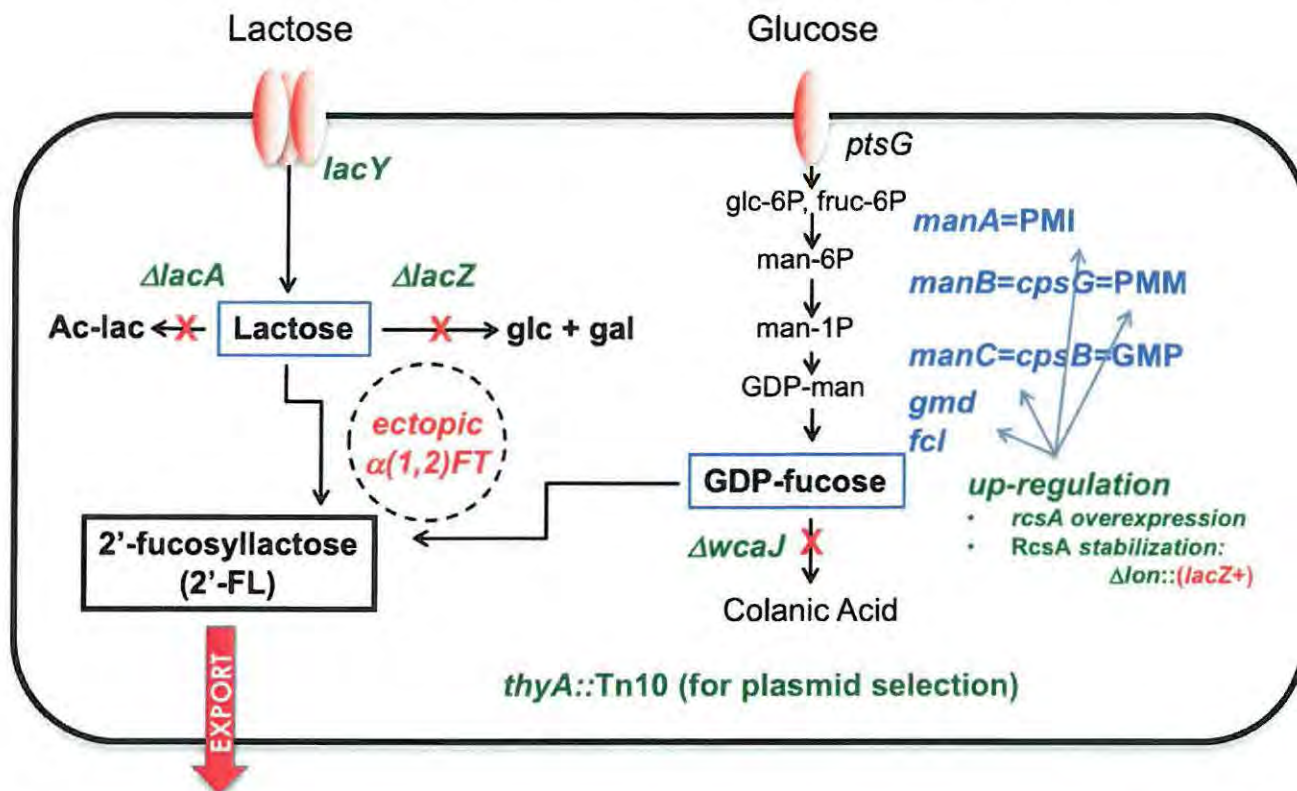 Lactose
Glucose
lacY
ptsG
glc-6P, fruc-6P
manA=PMI
man-6P
ΔlacA
ΔlacZ
manB=cpsG=PMM
Ac-lac
X
Lactose
X
glc + gal
man-1P
manC=cpsB=GMP
GDP-man
gmd
fcl
ectopic
α(1,2)FT
GDP-fucose
up-regulation
• rcsA overexpression
• RcsA stabilization:
Δlon::(lacZ+)
2'-fucosyllactose
(2'-FL)
ΔwcaJ
X
Colanic Acid
thyA::Tn10 (for plasmid selection)
EXPORT